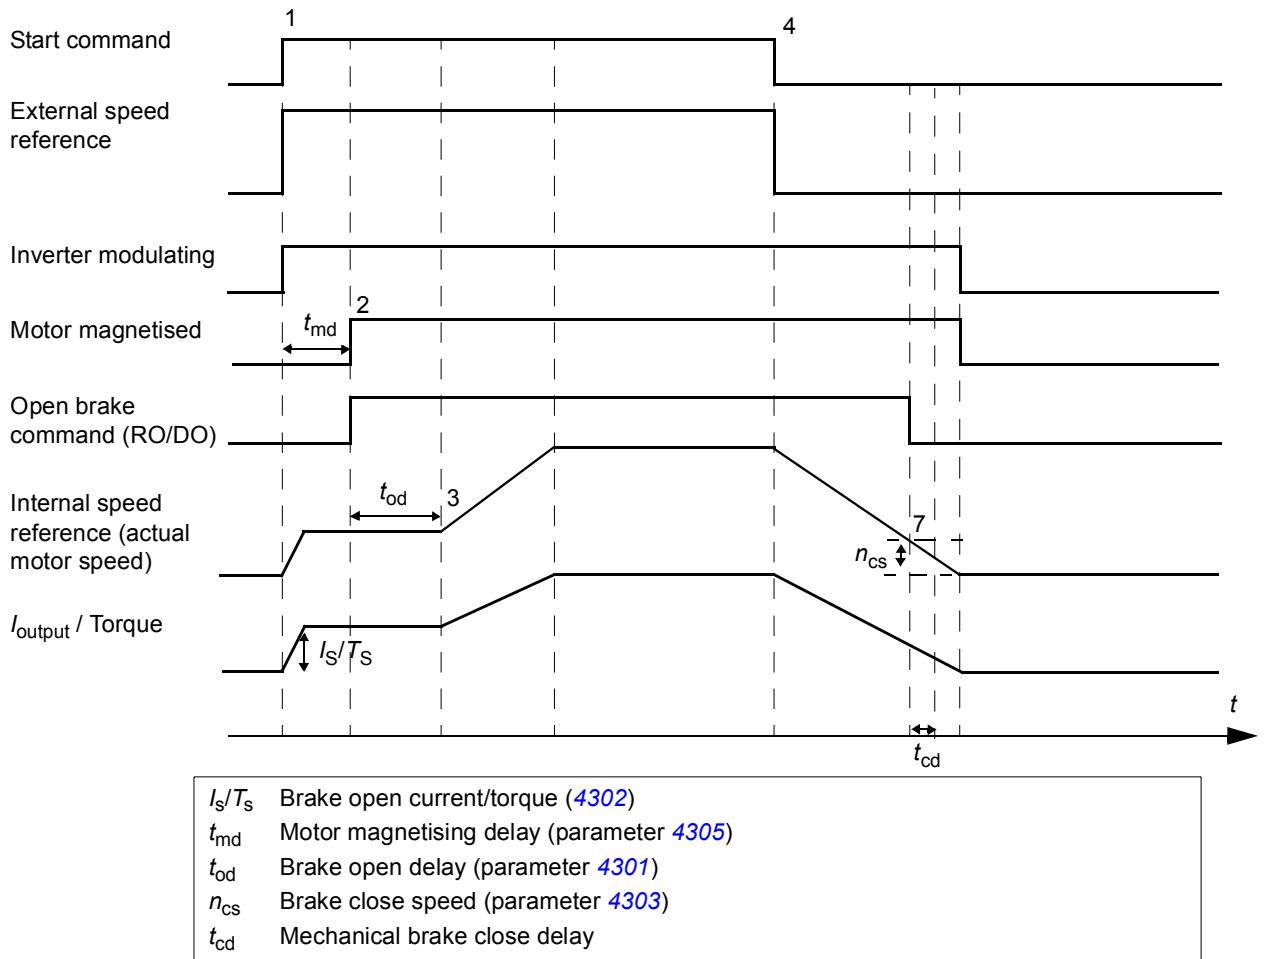 1
4
Start command
External speed
reference
Inverter modulating
2
Motor magnetised
tmd
Open brake
command (RO/DO)
tod
3
Internal speed
reference (actual
motor speed)
7
ncs
Ioutput / Torque
IS/TS
t
tcd
Is/Ts Brake open current/torque (4302)
tmd Motor magnetising delay (parameter 4305)
tod Brake open delay (parameter 4301)
ncs Brake close speed (parameter 4303)
tcd Mechanical brake close delay